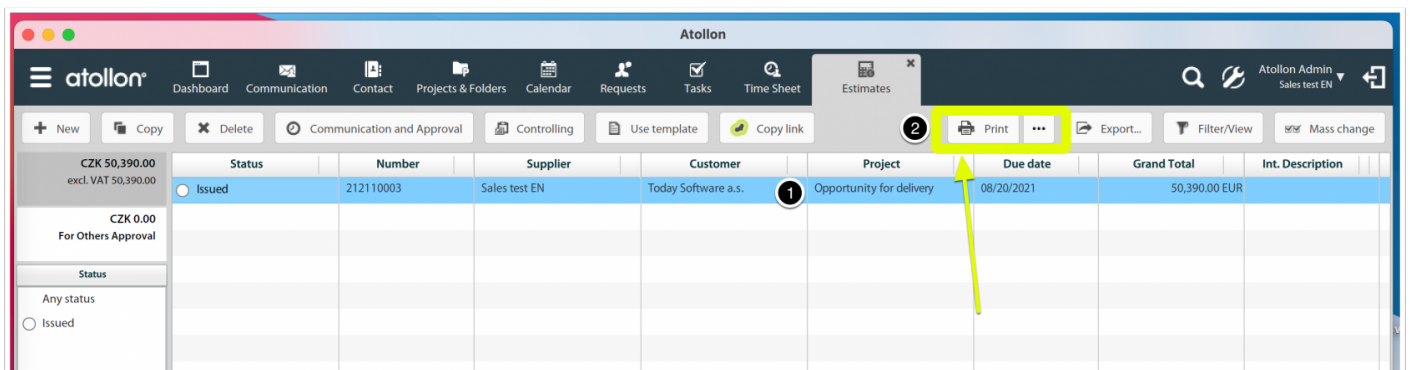 Atollon
atollon
Dashboard
Communication
Contact
Projects & Folders
Calendar
Requests
Tasks
Time Sheet
Estimates
Atollon Admin
Sales test EN
New
Copy
Delete
Communication and Approval
Controlling
Use template
Copy link
2
Print
Export...
Filter/View
Mass change
CZK 50,390.00
excl. VAT 50,390.00
Status Number Supplier Customer Project Due date Grand Total Int. Description
Issued 212110003 Sales test EN Today Software a.s. 1 Opportunity for delivery 08/20/2021 50,390.00 EUR
CZK 0.00
For Others Approval
Status
Any status
Issued